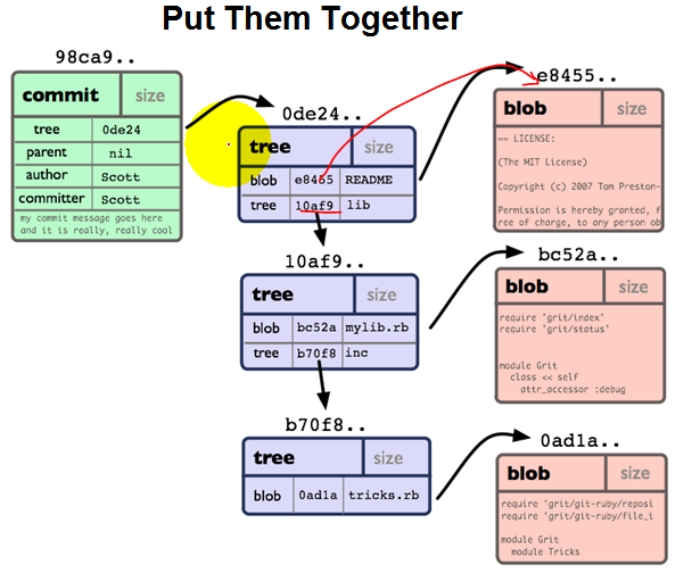 Put Them Together
98ca9..
commit size
tree 0de24
parent nil
author Scott
committer Scott
my commit message goes here
and it is really, really cool
0de24..
tree size
blob e8455 README
tree 10af9 lib
e8455..
blob size
== LICENSE:
(The MIT License)
Copyright (c) 2007 Tom Preston-
Permission is hereby granted, f
ree of charge, to any person ob
10af9..
tree size
blob bc52a mylib.rb
tree b70f8 inc
bc52a..
blob size
require 'grit/index'
require 'grit/status'
module Grit
class << self
attr_accessor :debug
b70f8..
tree size
blob 0ad1a tricks.rb
0ad1a..
blob size
require 'grit/git-ruby/reposi
require 'grit/git-ruby/file_i
module Grit
module Tricks